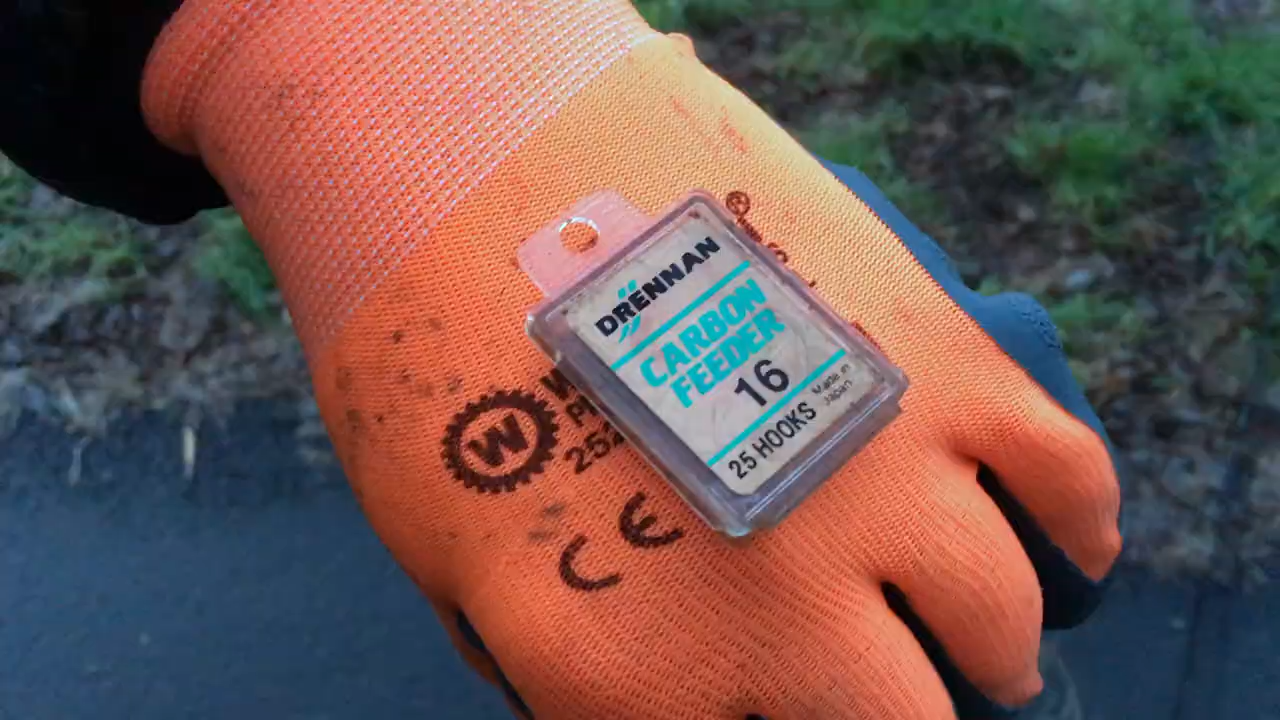 DRENNAN
CARBON
FEEDER
16
Made in
Japan
25 HOOKS
W
CE